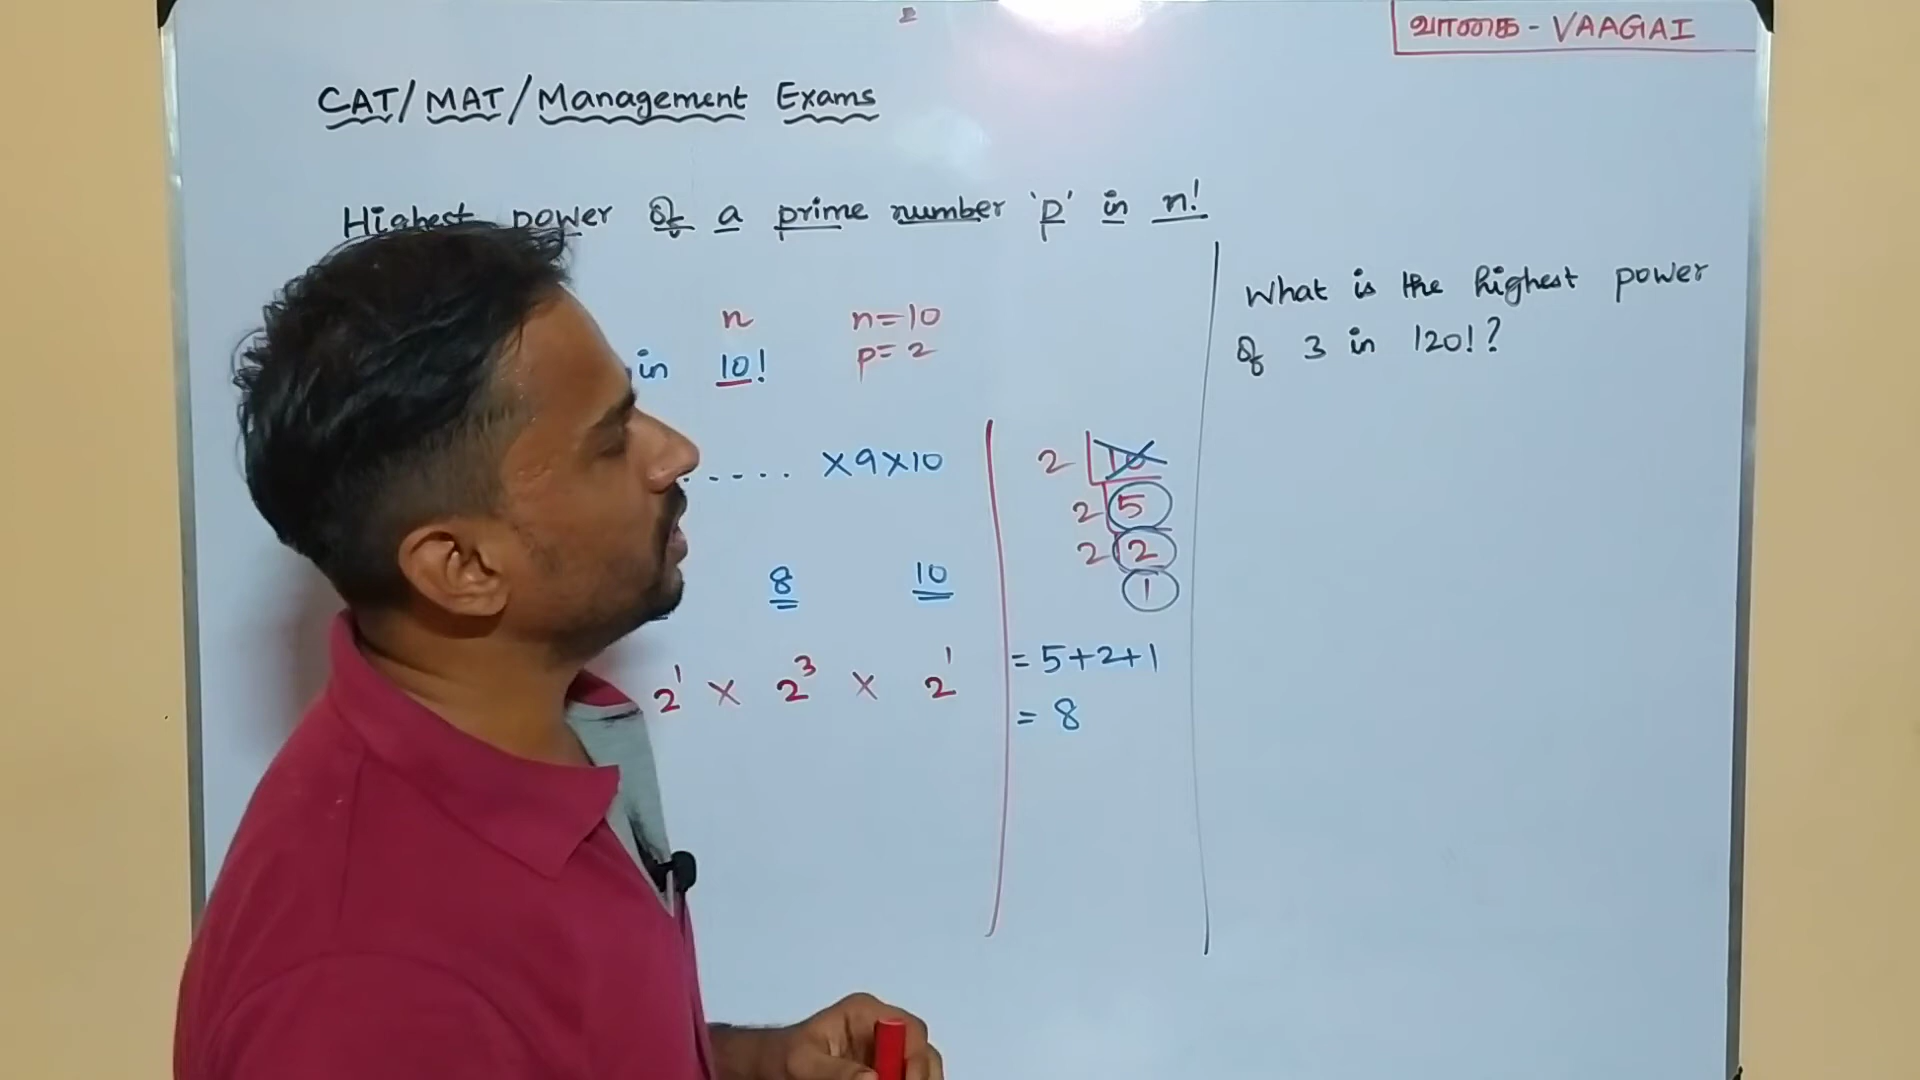 வாகை - VAAGAI
CAT/MAT/Management Exams
Highest power of a prime number 'p' in n!
n n=10
in 10! p=2
..... x9x10
8 10
2¹ x 2³ x 2¹
2 10
2 5
2 2
1
= 5+2+1
= 8
What is the highest power
of 3 in 120!?